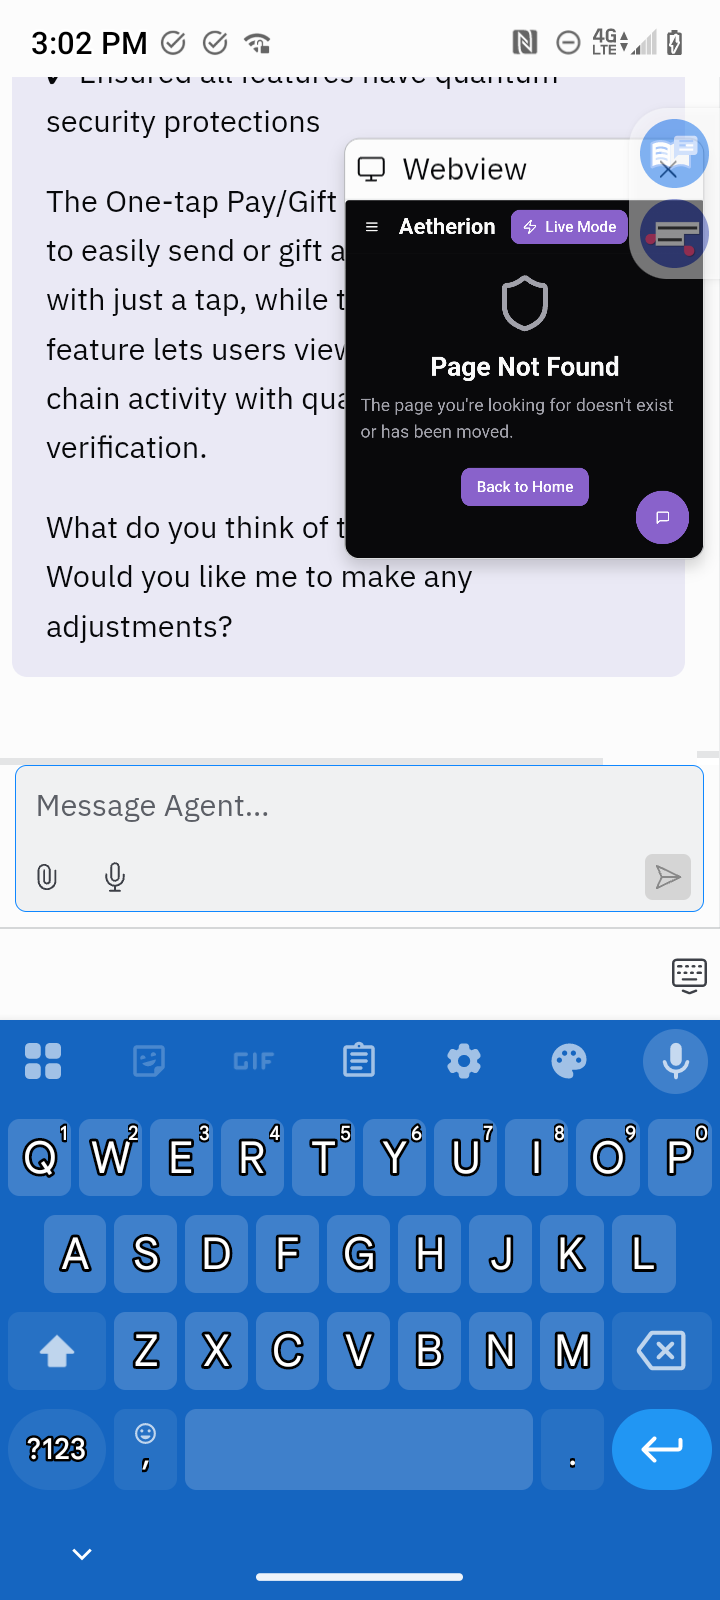 3:02 PM
4G
LTE
✓ Ensured all features have quantum
security protections
Webview
The One-tap Pay/Gift
to easily send or gift
with just a tap, while
feature lets users
chain activity with
verification.
What do you think of
Would you like me to make any
adjustments?
Aetherion
Live Mode
Page Not Found
The page you're looking for doesn't exist
or has been moved.
Back to Home
Message Agent...
GIF
Q1 W2 E3 R4 T5 Y6 U7 I8 O9 P0
A S D F G H J K L
Z X C V B N M
?123 , .